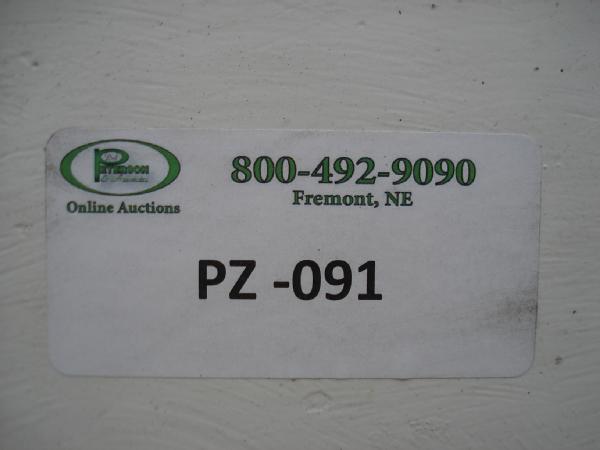 PETERSON
800-492-9090
Online Auctions
Fremont, NE
PZ -091